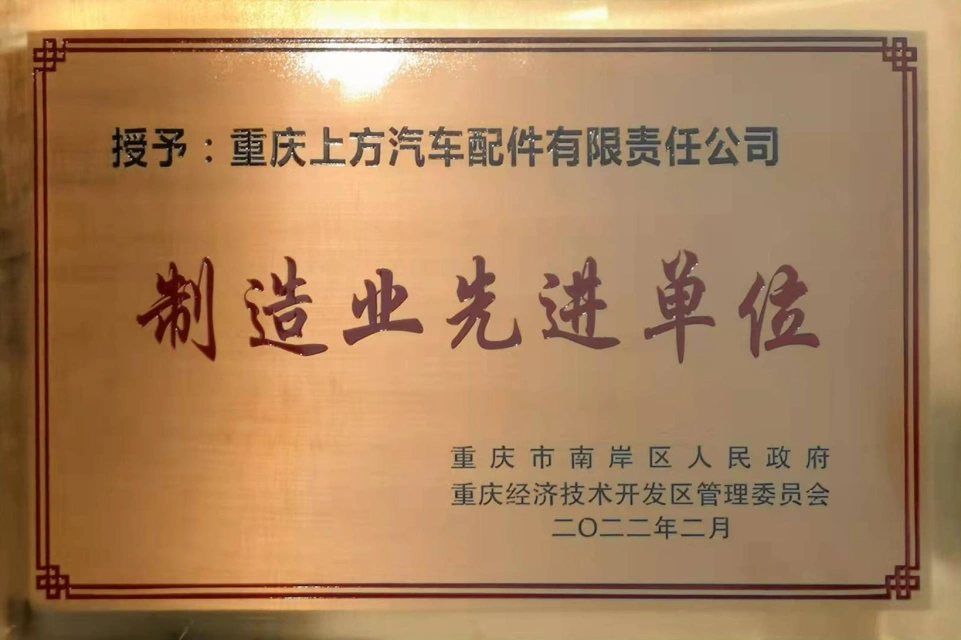 授予：重庆上方汽车配件有限责任公司
制造业先进单位
重庆市南岸区人民政府
重庆经济技术开发区管理委员会
二〇二二年二月